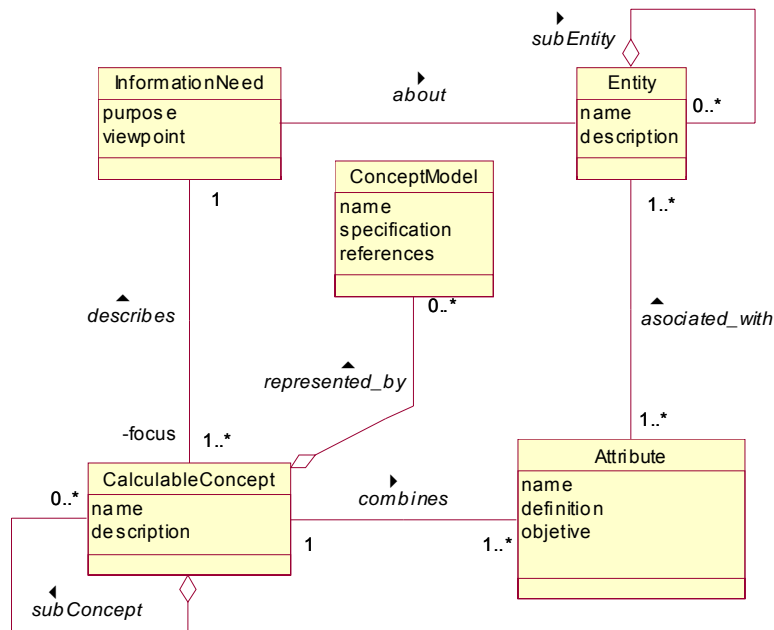 subEntity
InformationNeed
purpose
viewpoint
about
Entity
name
description
0..*
ConceptModel
name
specification
references
1
1..*
0..*
describes
asociated_with
represented_by
-focus
1..*
1..*
CalculableConcept
name
description
0..*
combines
1
1..*
Attribute
name
definition
objetive
subConcept